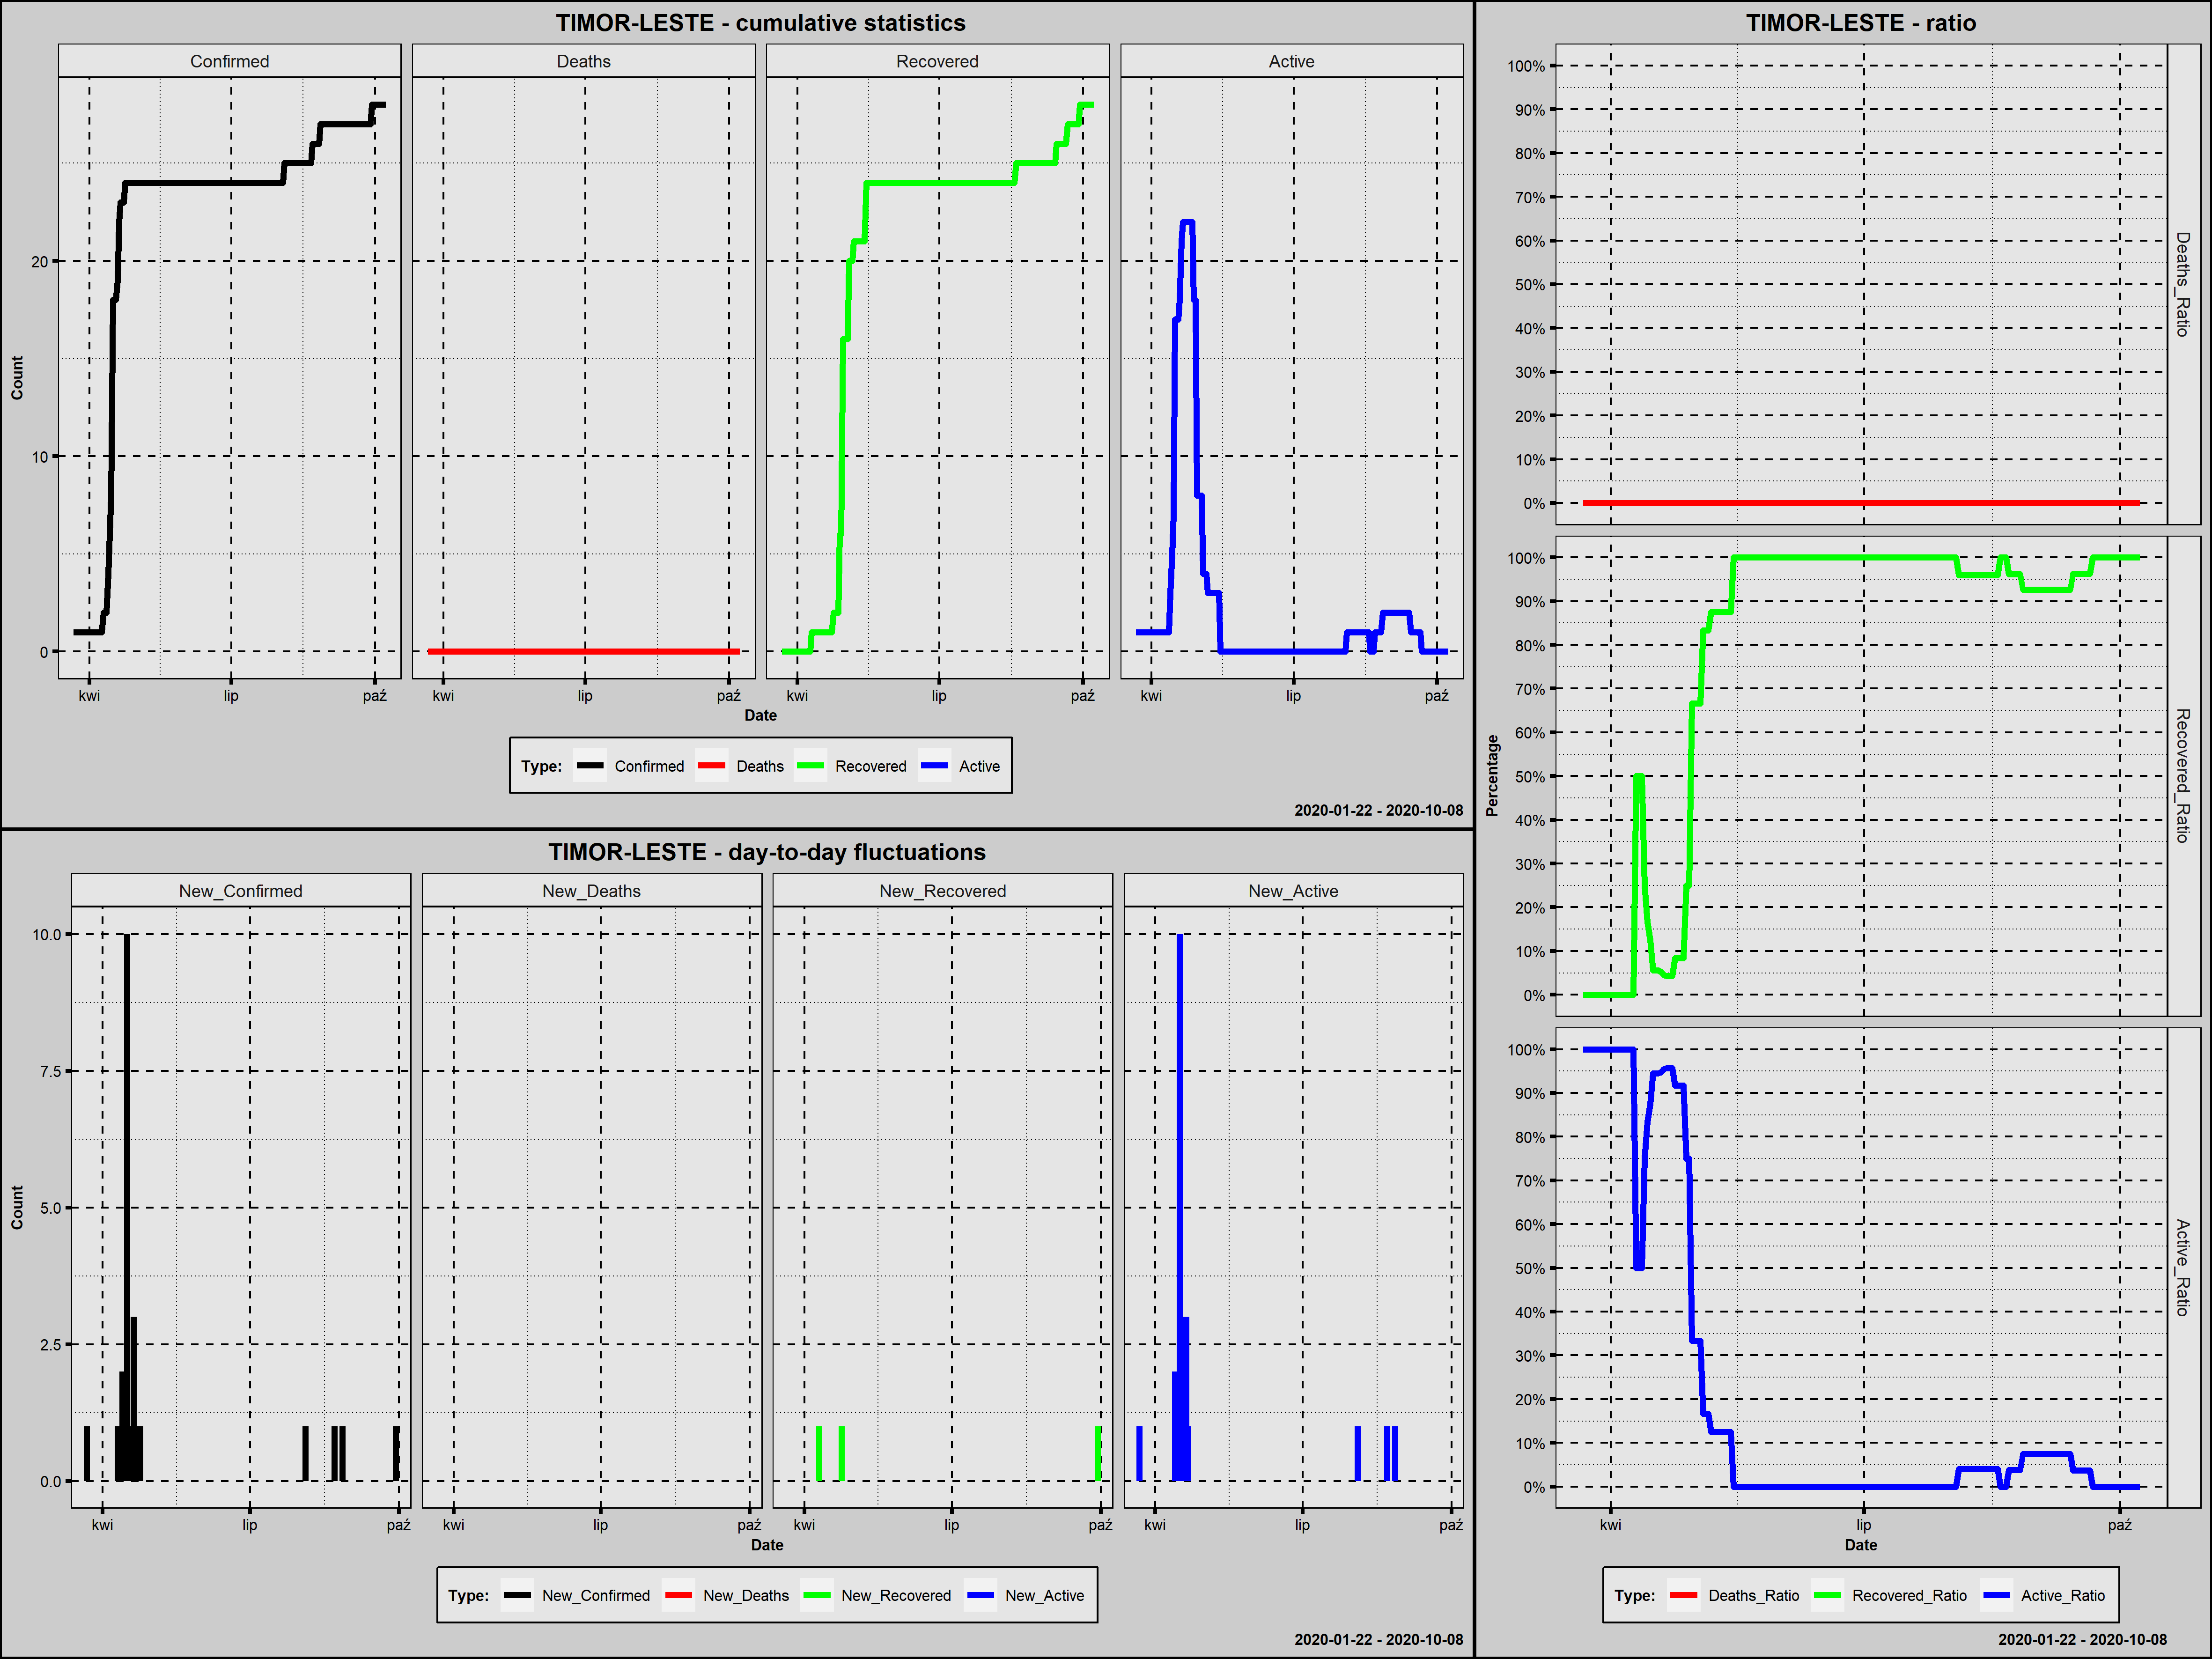 TIMOR-LESTE - cumulative statistics
Confirmed Deaths Recovered Active
Count
20
10
0
kwi lip paź kwi lip paź kwi lip paź kwi lip paź
Date
Type: Confirmed Deaths Recovered Active
2020-01-22 - 2020-10-08
TIMOR-LESTE - day-to-day fluctuations
New_Confirmed New_Deaths New_Recovered New_Active
Count
10.0
7.5
5.0
2.5
0.0
kwi lip paź kwi lip paź kwi lip paź kwi lip paź
Date
Type: New_Confirmed New_Deaths New_Recovered New_Active
2020-01-22 - 2020-10-08
TIMOR-LESTE - ratio
Percentage
100%
90%
80%
70%
60%
50%
40%
30%
20%
10%
0%
Deaths_Ratio
100%
90%
80%
70%
60%
50%
40%
30%
20%
10%
0%
Recovered_Ratio
100%
90%
80%
70%
60%
50%
40%
30%
20%
10%
0%
Active_Ratio
kwi lip paź
Date
Type: Deaths_Ratio Recovered_Ratio Active_Ratio
2020-01-22 - 2020-10-08